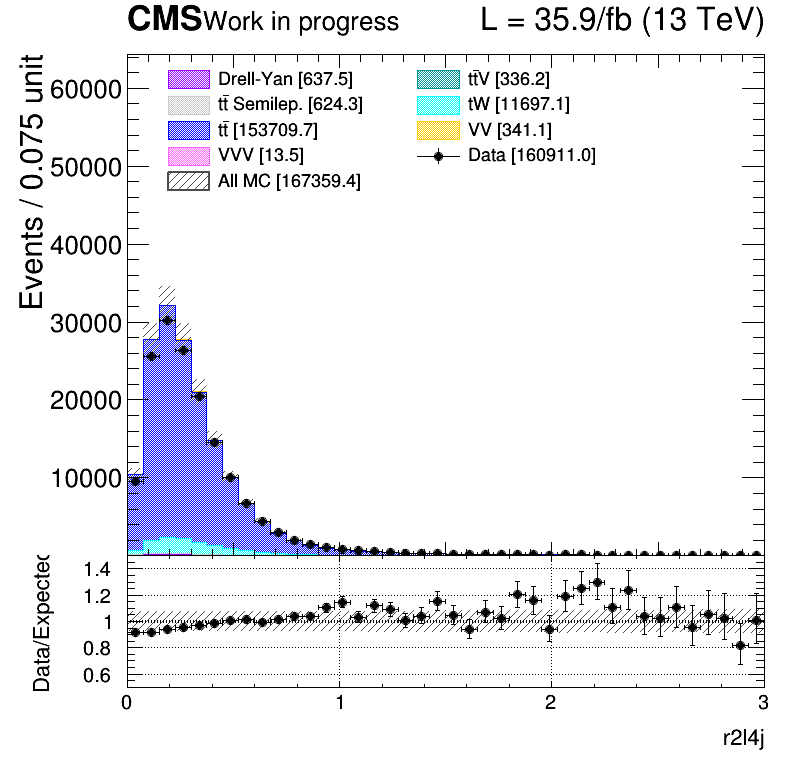 CMS Work in progress L = 35.9/fb (13 TeV)
Events / 0.075 unit
60000
50000
40000
30000
20000
10000
Drell-Yan [637.5]
tt̄ Semilep. [624.3]
tt̄ [153709.7]
VVV [13.5]
All MC [167359.4]
tt̄V [336.2]
tW [11697.1]
VV [341.1]
Data [160911.0]
Data/Expected
1.4
1.2
1
0.8
0.6
0 1 2 3
r2l4j